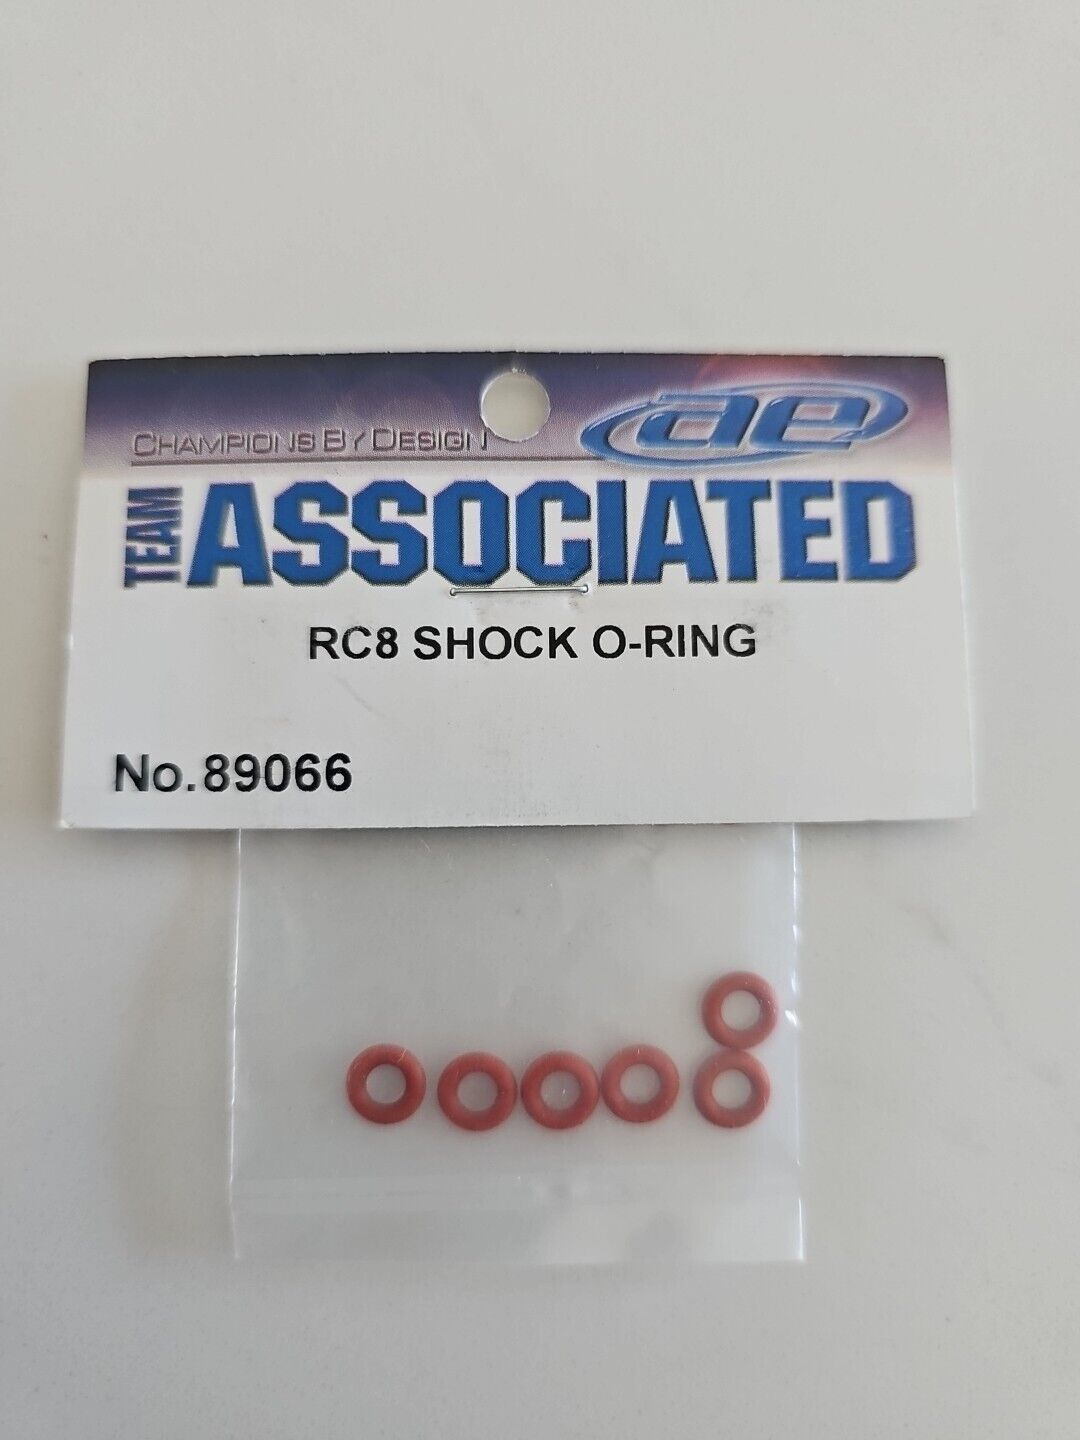 CHAMPIONS BY DESIGN
ae
TEAM ASSOCIATED
RC8 SHOCK O-RING
No.89066